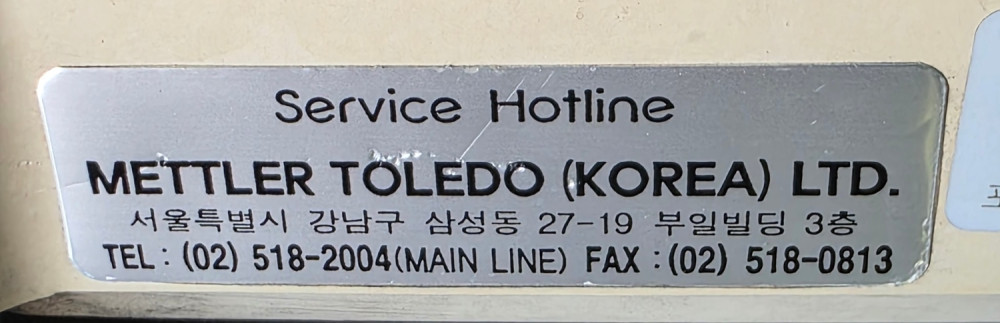 Service Hotline
METTLER TOLEDO (KOREA) LTD.
서울특별시 강남구 삼성동 27-19 부일빌딩 3층
TEL : (02) 518-2004(MAIN LINE) FAX : (02) 518-0813